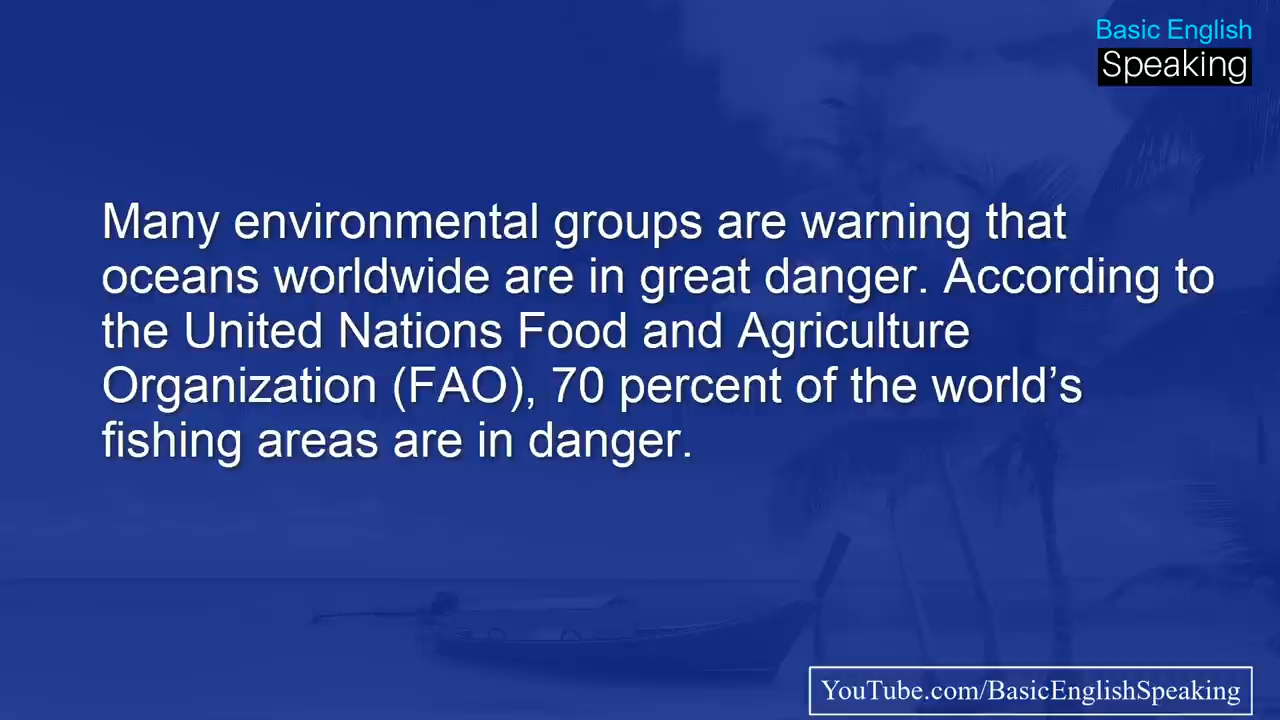 Basic English
Speaking
Many environmental groups are warning that
oceans worldwide are in great danger. According to
the United Nations Food and Agriculture
Organization (FAO), 70 percent of the world’s
fishing areas are in danger.
YouTube.com/BasicEnglishSpeaking